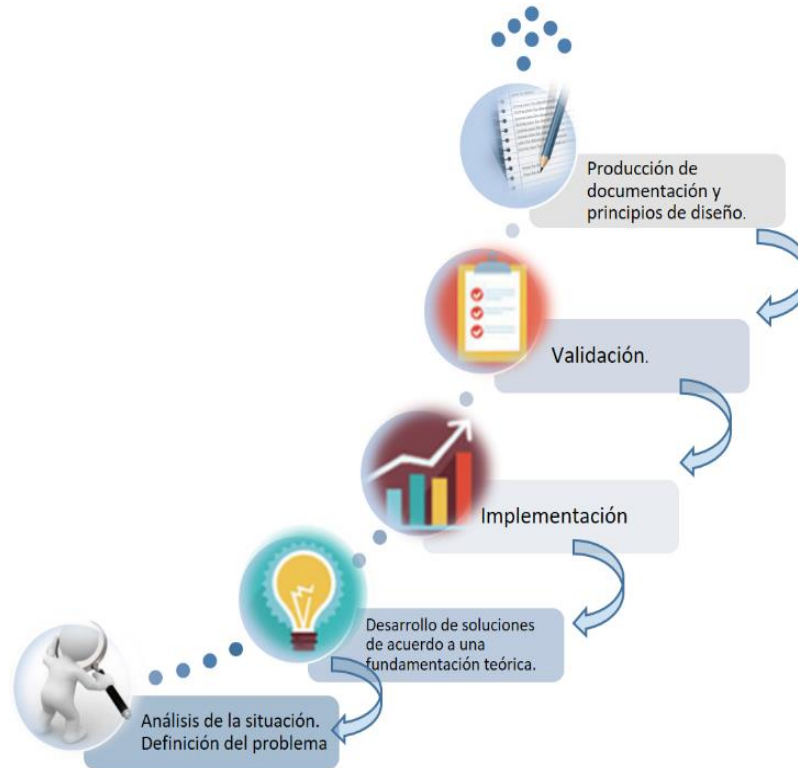 Producción de
documentación y
principios de diseño.
Validación.
Implementación
Desarrollo de soluciones
de acuerdo a una
fundamentación teórica.
Análisis de la situación.
Definición del problema